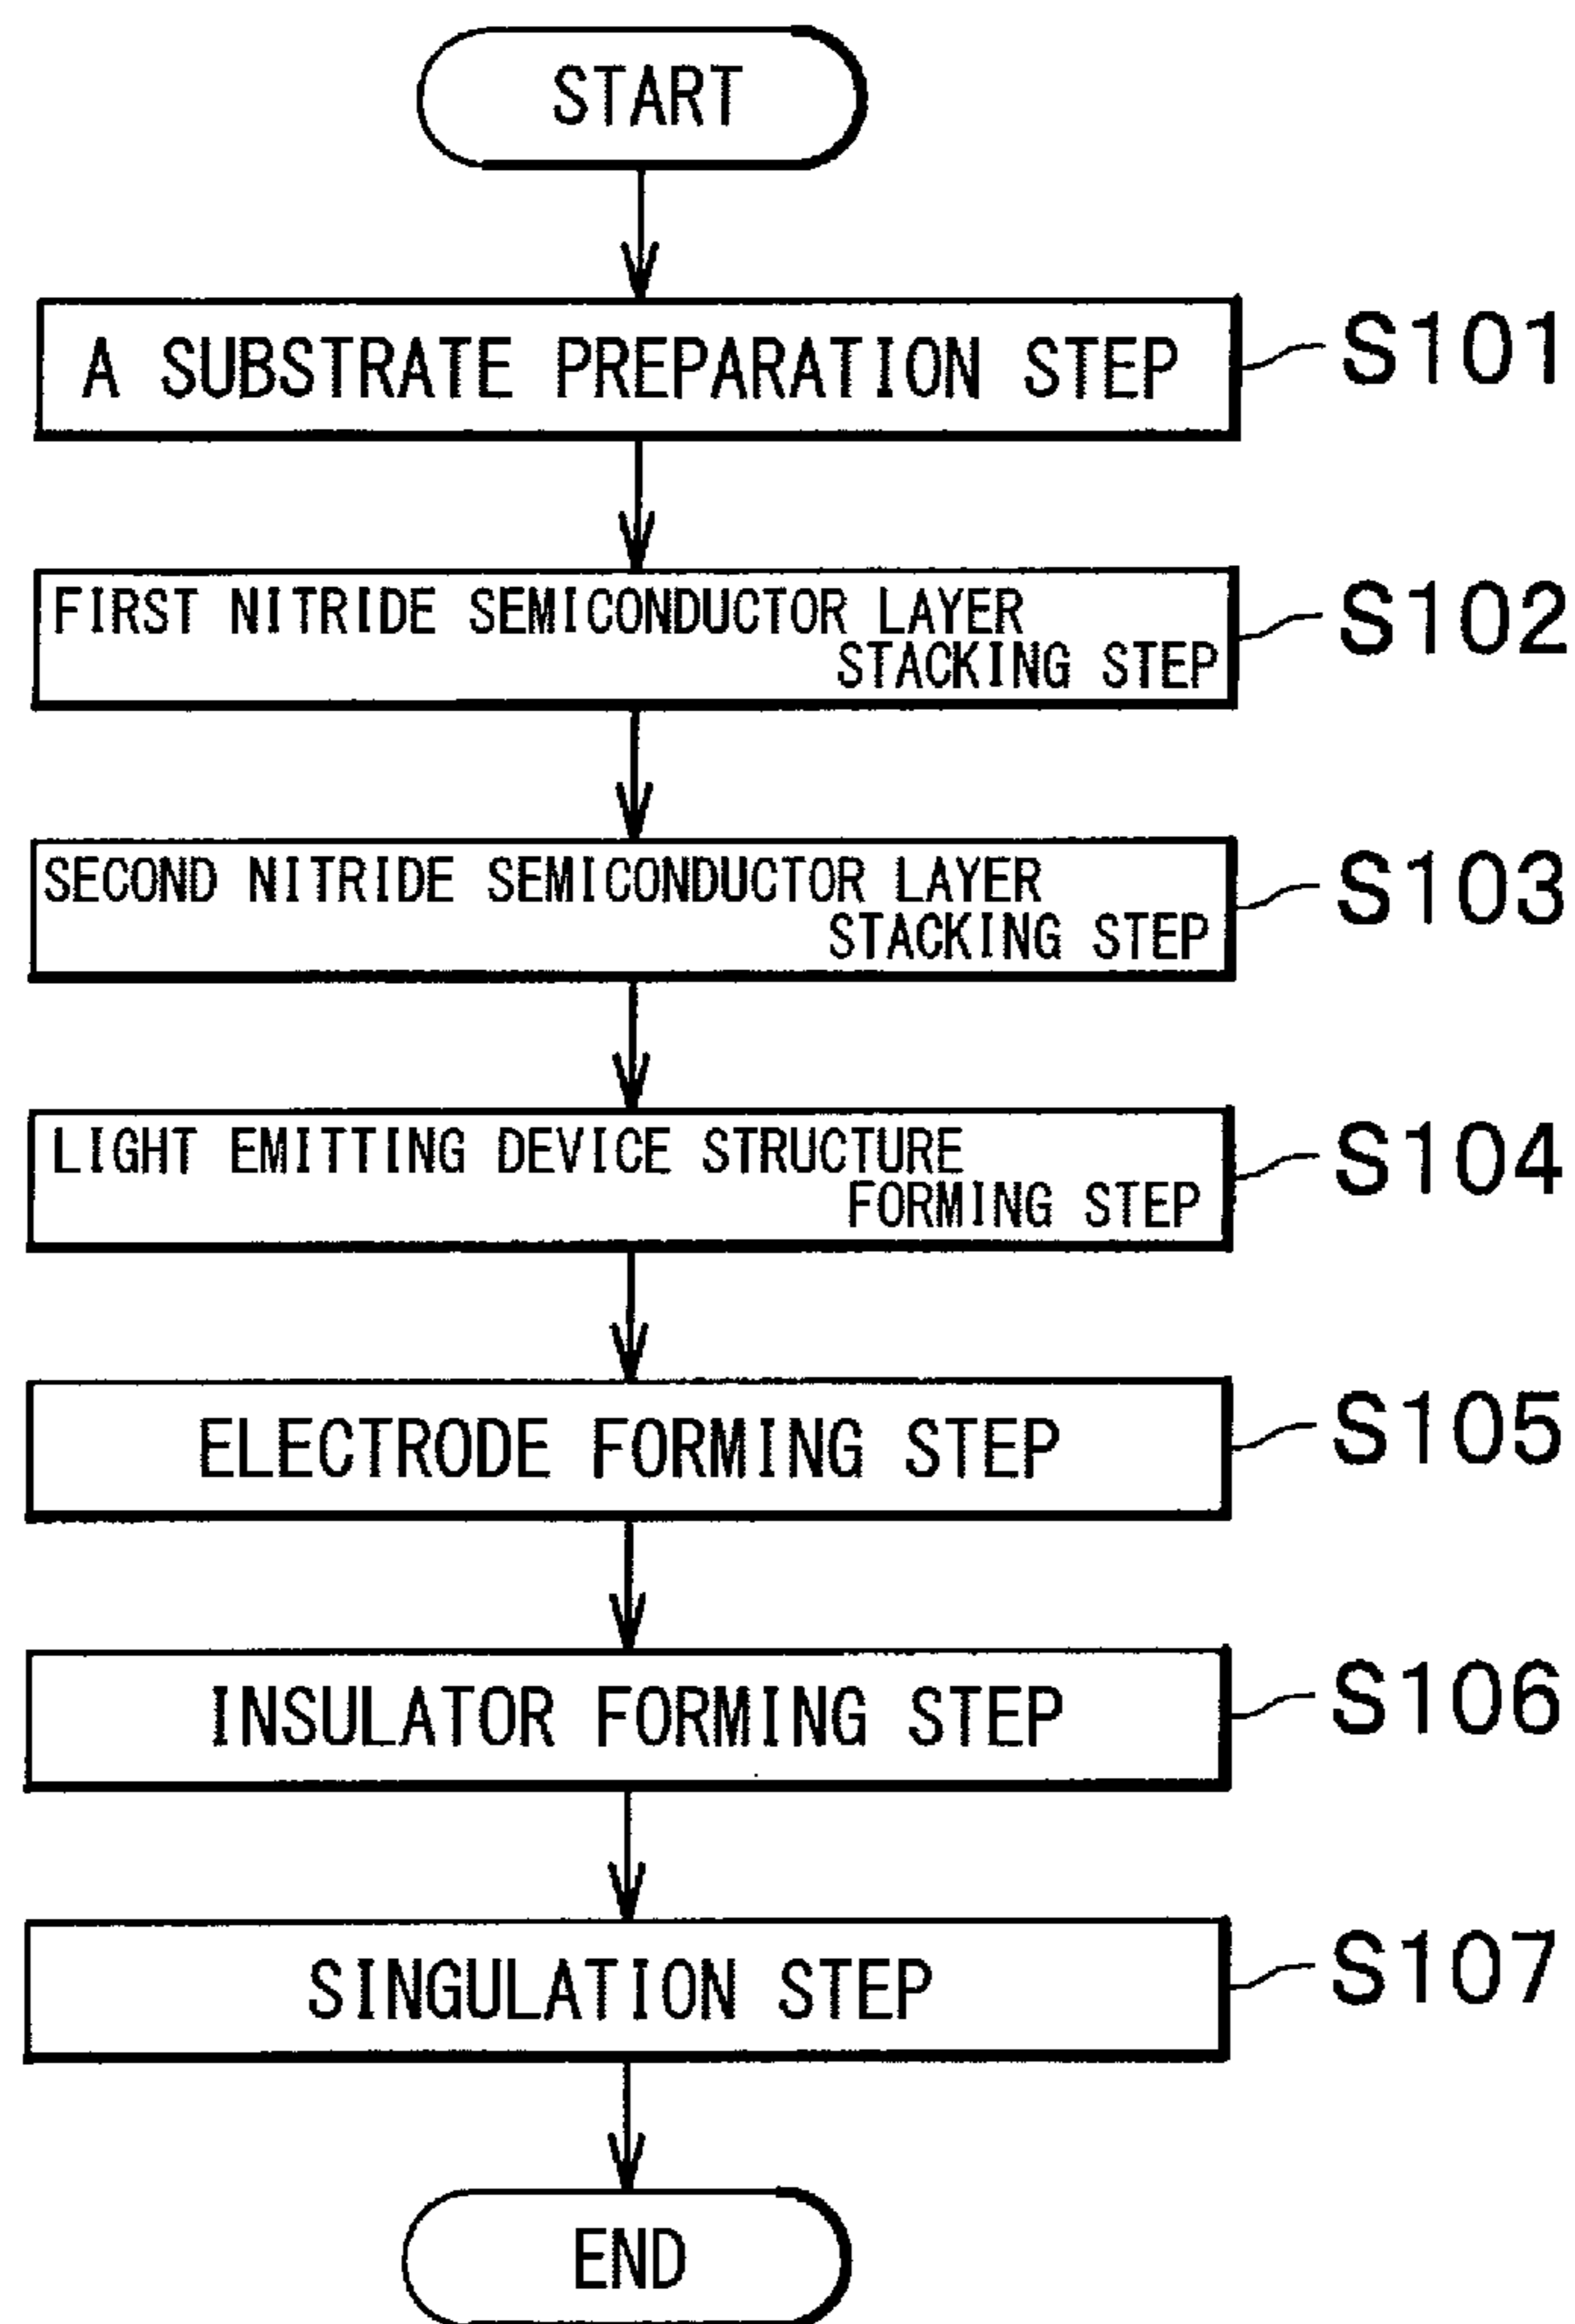 START
A SUBSTRATE PREPARATION STEP
S101
FIRST NITRIDE SEMICONDUCTOR LAYER
STACKING STEP
S102
SECOND NITRIDE SEMICONDUCTOR LAYER
STACKING STEP
S103
LIGHT EMITTING DEVICE STRUCTURE
FORMING STEP
S104
ELECTRODE FORMING STEP
S105
INSULATOR FORMING STEP
S106
SINGULATION STEP
S107
END